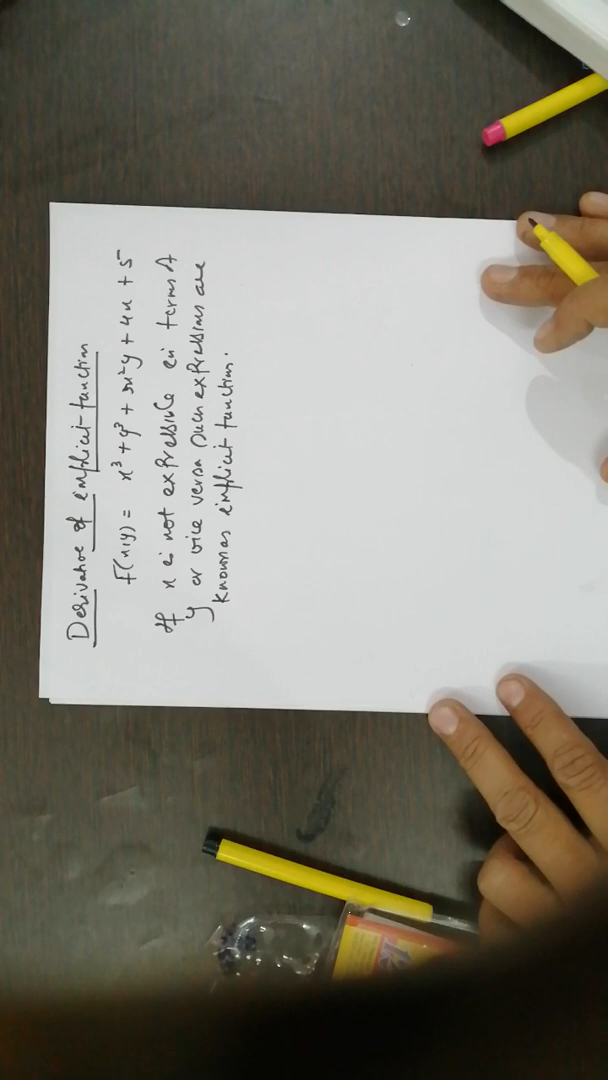 Derivative of implicit function
f(x,y) = x³ + y³ + 3x²y + 4x + 5
If x is not expressible in terms of
y or vice versa such expressions are
known as implicit function.